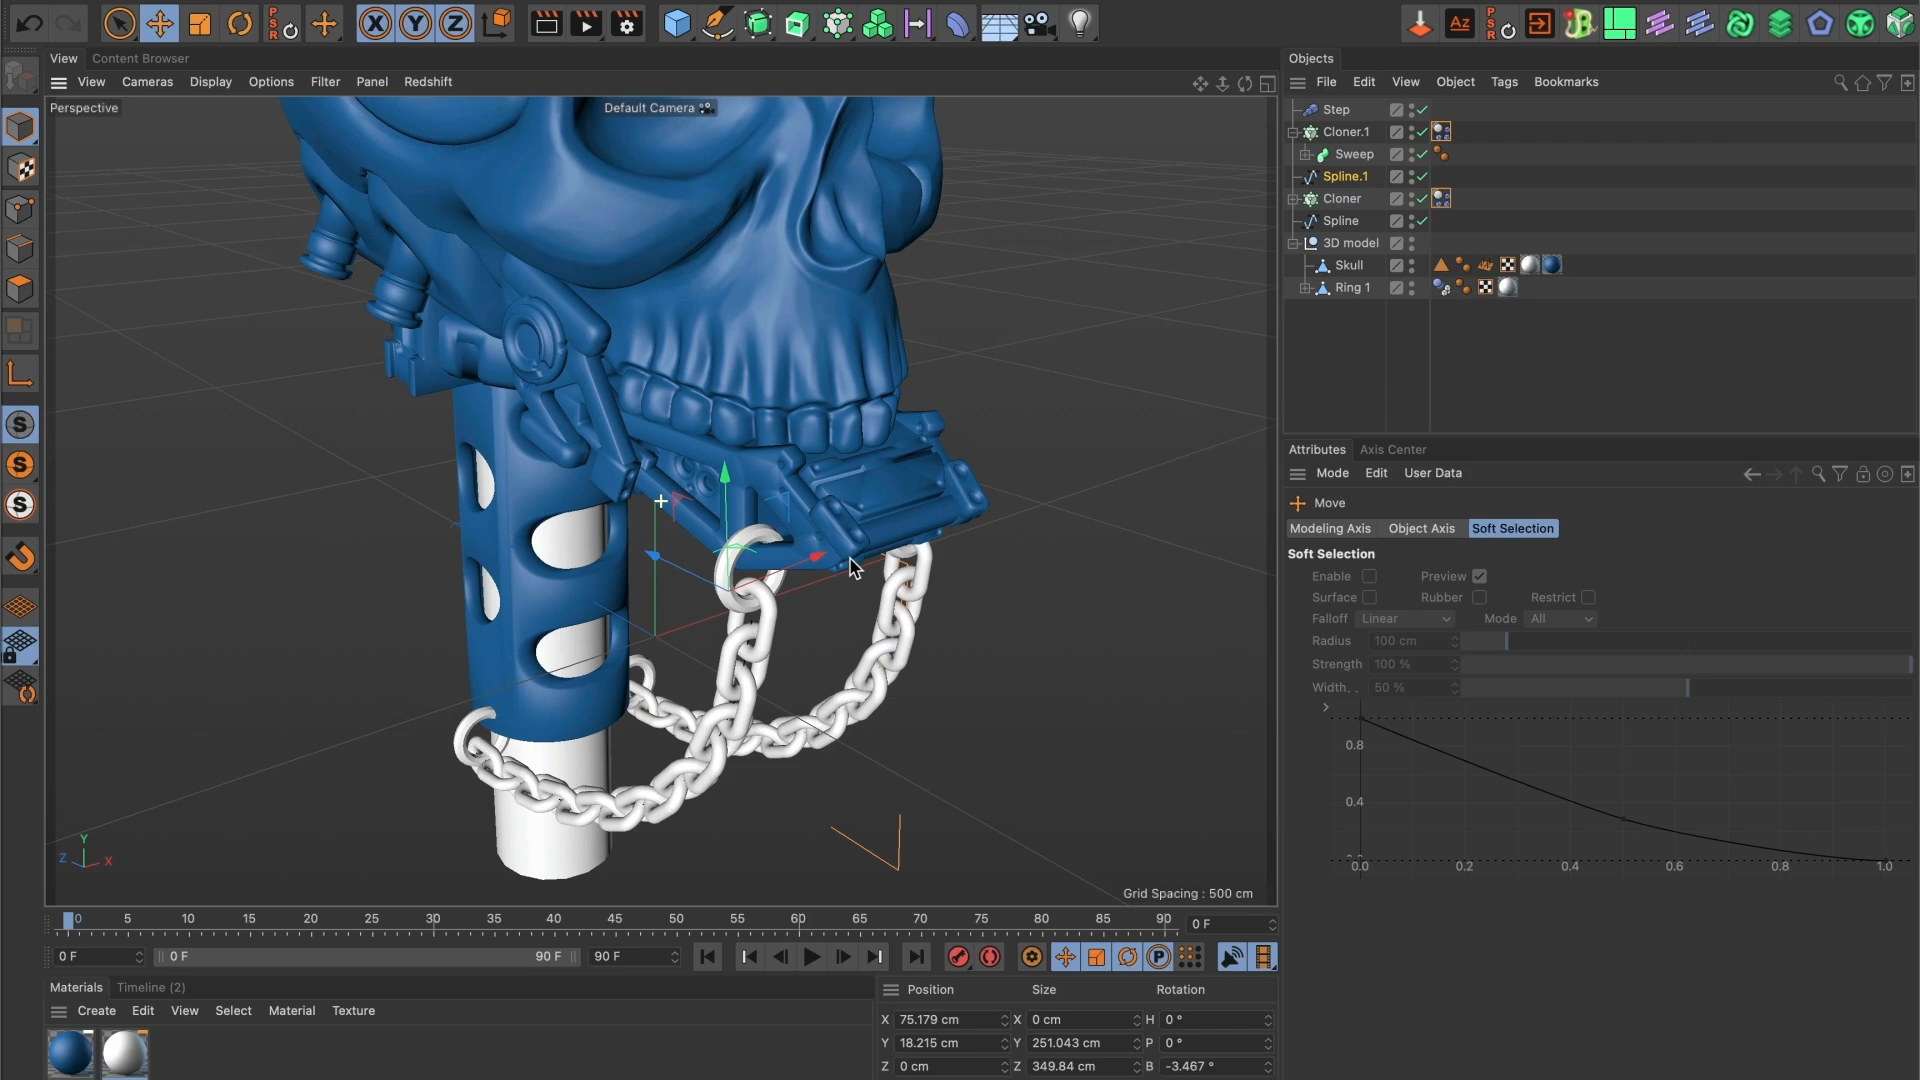 PSR
X Y Z
Az
PSR
View Content Browser
View Cameras Display Options Filter Panel Redshift
Perspective
Default Camera
Y
Z
X
Grid Spacing : 500 cm
S
S
S
0 5 10 15 20 25 30 35 40 45 50 55 60 65 70 75 80 85 90
0 F
0 F
0 F
90 F
90 F
P
Materials Timeline (2)
Create Edit View Select Material Texture
Position Size Rotation
X 75.179 cm X 0 cm H 0 °
Y 18.215 cm Y 251.043 cm P 0 °
Z 0 cm Z 349.84 cm B -3.467 °
Objects
File Edit View Object Tags Bookmarks
Step
Cloner.1
Sweep
Spline.1
Cloner
Spline
3D model
Skull
Ring 1
Attributes Axis Center
Mode Edit User Data
Move
Modeling Axis Object Axis Soft Selection
Soft Selection
Enable Preview
Surface Rubber Restrict
Falloff Linear Mode All
Radius 100 cm
Strength 100 %
Width. . 50 %
0.8
0.4
0.0 0.2 0.4 0.6 0.8 1.0